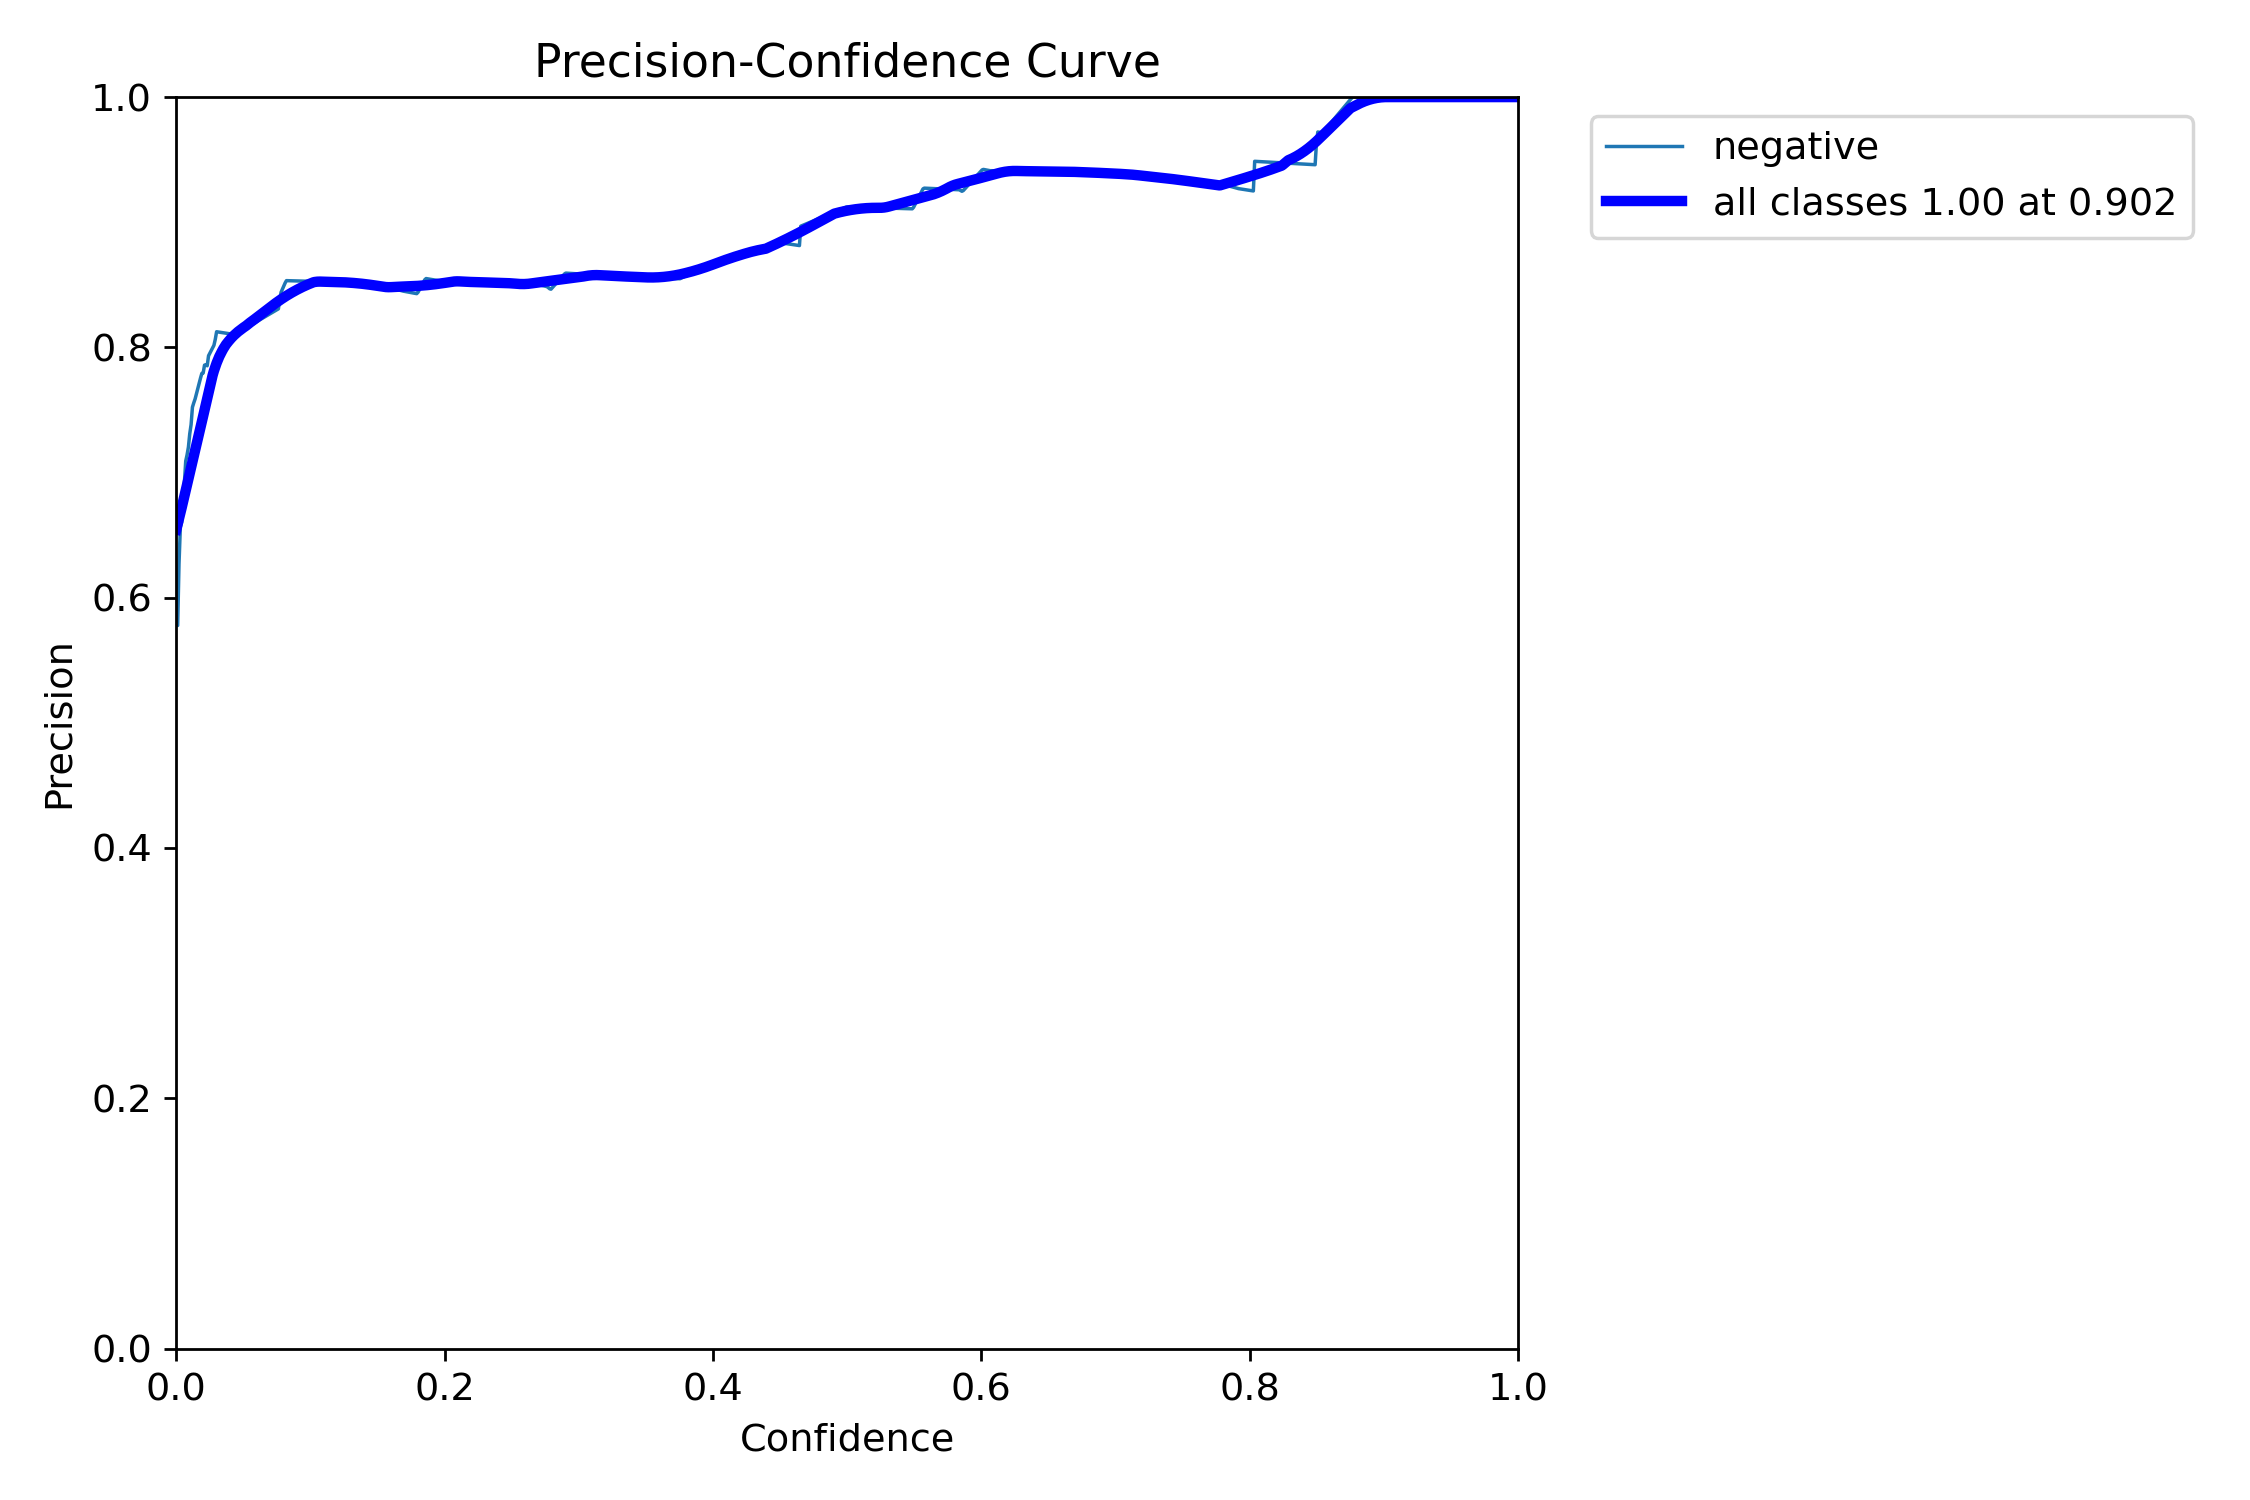 Precision-Confidence Curve
1.0
0.8
0.6
0.4
0.2
0.0
Precision
0.0 0.2 0.4 0.6 0.8 1.0
Confidence
negative
all classes 1.00 at 0.902